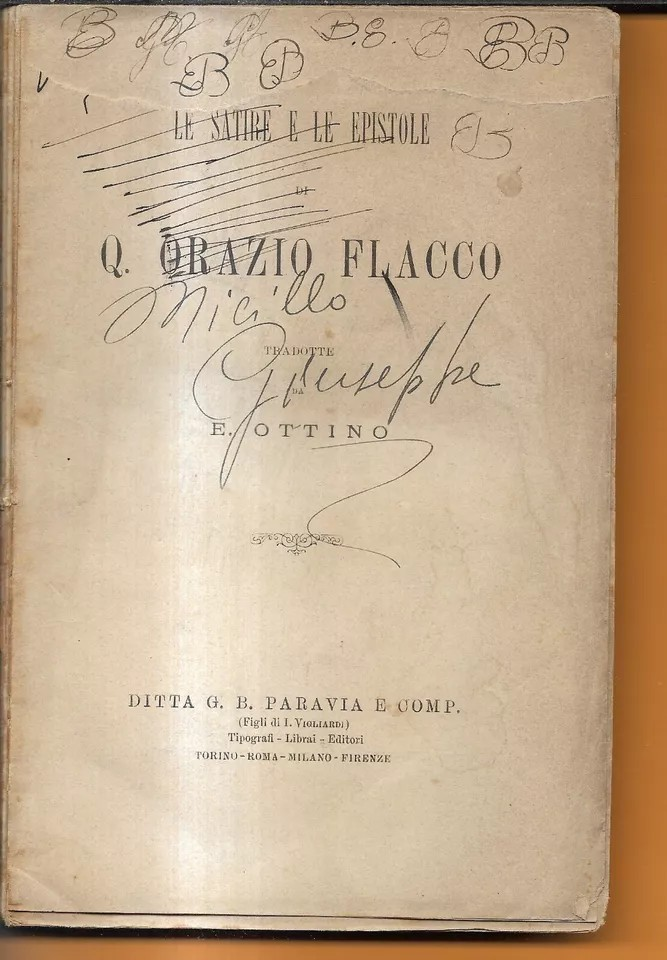 B H B. E. B B
B B
LE SATIRE E LE EPISTOLE
DI
Q. ORAZIO FLACCO
Micillo
TRADOTTE
Giuseppe
DA
E. OTTINO
DITTA G. B. PARAVIA E COMP.
(Figli di I. VIGLIARDI)
Tipografi - Librai - Editori
TORINO - ROMA - MILANO - FIRENZE